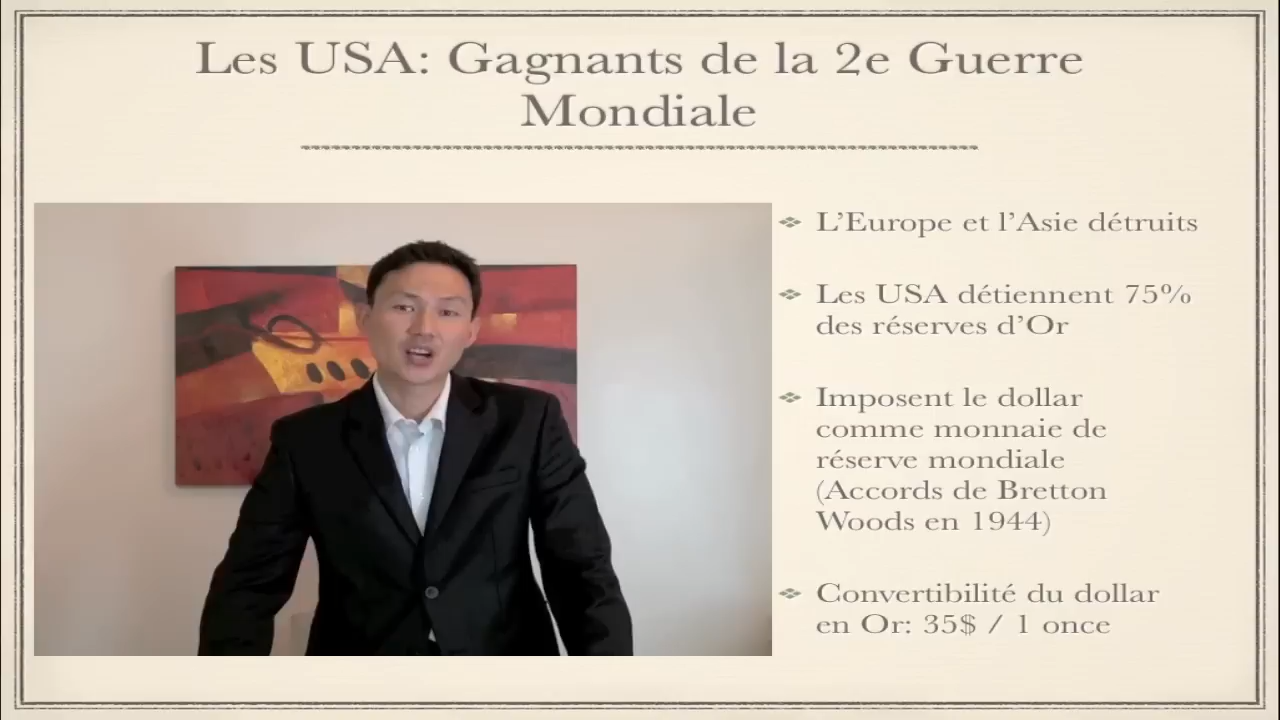 Les USA: Gagnants de la 2e Guerre
Mondiale
L’Europe et l’Asie détruits
Les USA détiennent 75%
des réserves d’Or
Imposent le dollar
comme monnaie de
réserve mondiale
(Accords de Bretton
Woods en 1944)
Convertibilité du dollar
en Or: 35$ / 1 once